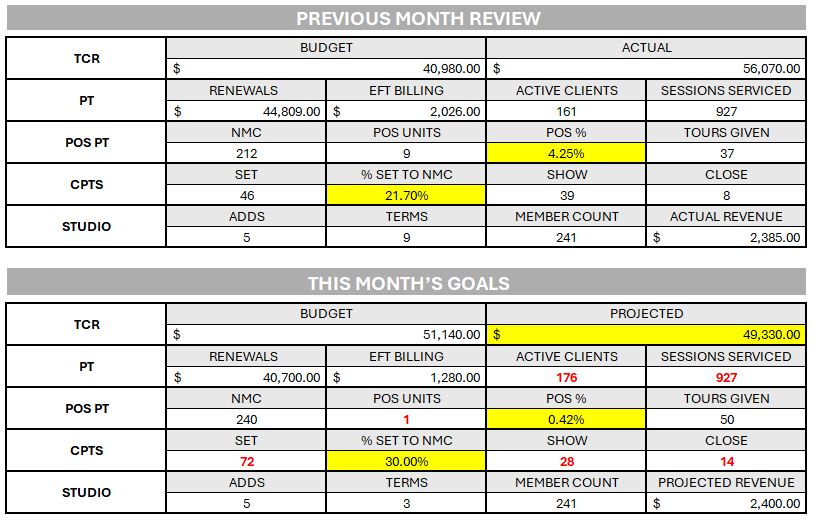 PREVIOUS MONTH REVIEW
TCR
BUDGET ACTUAL
$ 40,980.00 $ 56,070.00
PT
RENEWALS EFT BILLING ACTIVE CLIENTS SESSIONS SERVICED
$ 44,809.00 $ 2,026.00 161 927
POS PT
NMC POS UNITS POS % TOURS GIVEN
212 9 4.25% 37
CPTS
SET % SET TO NMC SHOW CLOSE
46 21.70% 39 8
STUDIO
ADDS TERMS MEMBER COUNT ACTUAL REVENUE
5 9 241 $ 2,385.00
THIS MONTH'S GOALS
TCR
BUDGET PROJECTED
$ 51,140.00 $ 49,330.00
PT
RENEWALS EFT BILLING ACTIVE CLIENTS SESSIONS SERVICED
$ 40,700.00 $ 1,280.00 176 927
POS PT
NMC POS UNITS POS % TOURS GIVEN
240 1 0.42% 50
CPTS
SET % SET TO NMC SHOW CLOSE
72 30.00% 28 14
STUDIO
ADDS TERMS MEMBER COUNT PROJECTED REVENUE
5 3 241 $ 2,400.00